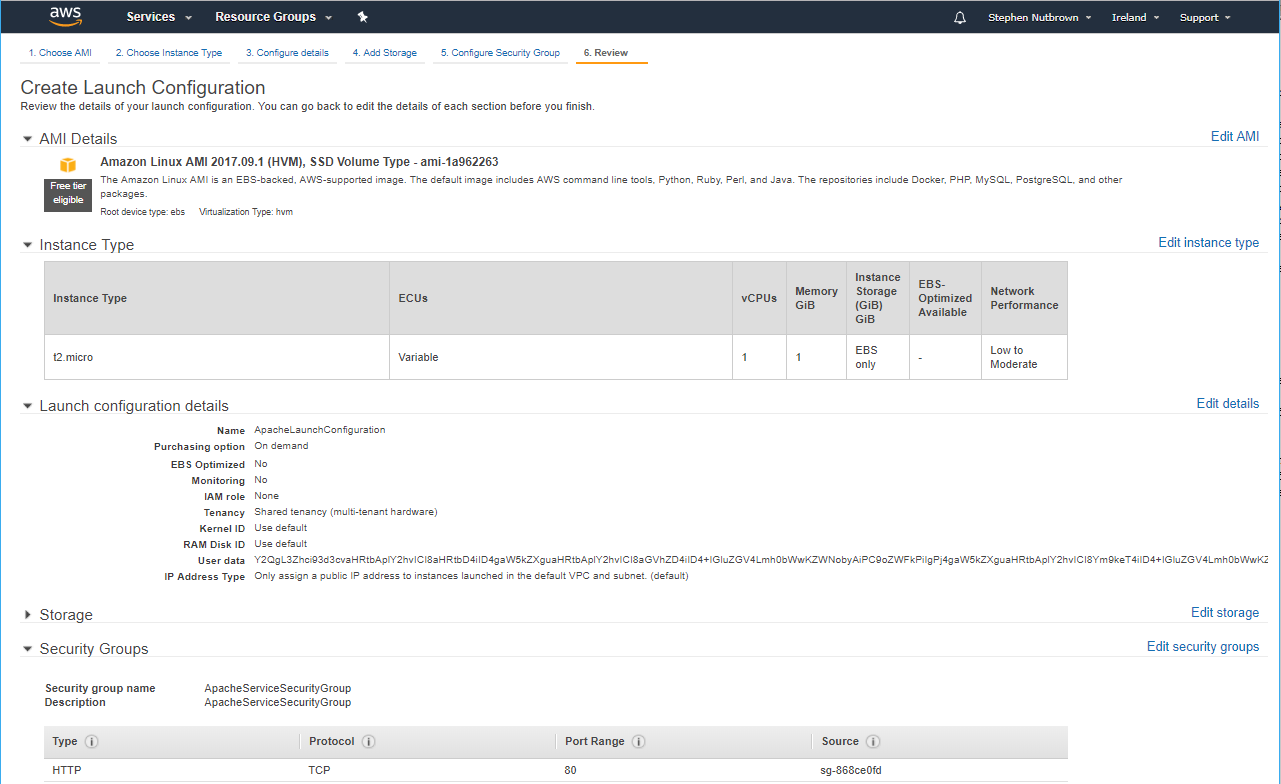 aws
Services
Resource Groups
Stephen Nutbrown
Ireland
Support
1. Choose AMI
2. Choose Instance Type
3. Configure details
4. Add Storage
5. Configure Security Group
6. Review
Create Launch Configuration
Review the details of your launch configuration. You can go back to edit the details of each section before you finish.
AMI Details
Edit AMI
Amazon Linux AMI 2017.09.1 (HVM), SSD Volume Type - ami-1a962263
Free tier
eligible
The Amazon Linux AMI is an EBS-backed, AWS-supported image. The default image includes AWS command line tools, Python, Ruby, Perl, and Java. The repositories include Docker, PHP, MySQL, PostgreSQL, and other
packages.
Root device type: ebs Virtualization Type: hvm
Instance Type
Edit instance type
Instance Type
ECUs
vCPUs
Memory
GiB
Instance
Storage
(GiB)
GiB
EBS-
Optimized
Available
Network
Performance
t2.micro
Variable
1
1
EBS
only
-
Low to
Moderate
Launch configuration details
Edit details
Name ApacheLaunchConfiguration
Purchasing option On demand
EBS Optimized No
Monitoring No
IAM role None
Tenancy Shared tenancy (multi-tenant hardware)
Kernel ID Use default
RAM Disk ID Use default
User data
IP Address Type Only assign a public IP address to instances launched in the default VPC and subnet. (default)
Storage
Edit storage
Security Groups
Edit security groups
Security group name ApacheServiceSecurityGroup
Description ApacheServiceSecurityGroup
Type
Protocol
Port Range
Source
HTTP
TCP
80
sg-868ce0fd